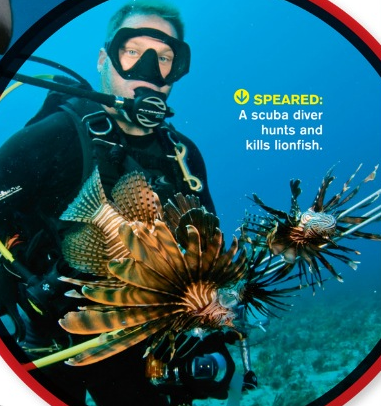 SPEARED:
A scuba diver
hunts and
kills lionfish.